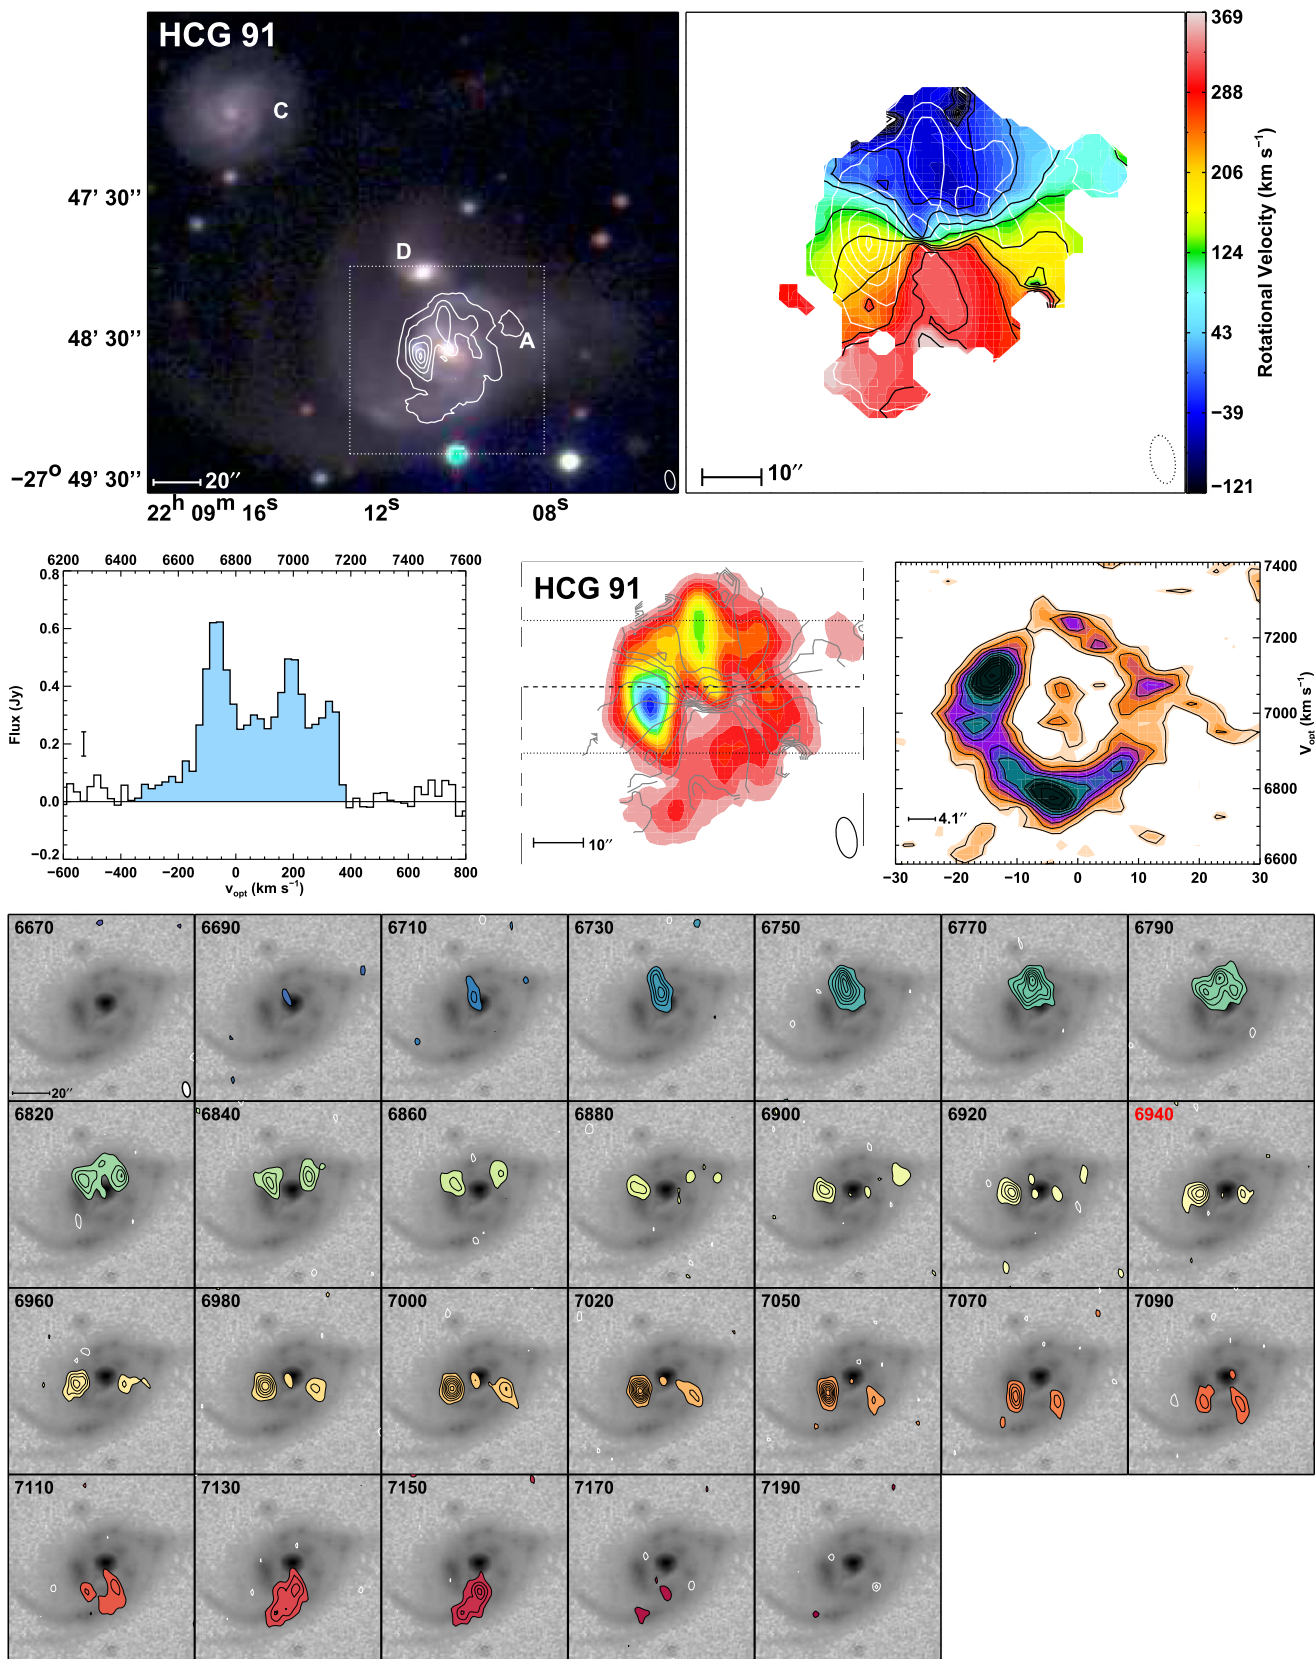 HCG 91
C
D
A
47’ 30’’
48’ 30’’
−27° 49’ 30’’
20″
22h 09m 16s 12s 08s
10″
369
288
206
124
43
−39
−121
Rotational Velocity (km s−1)
6200 6400 6600 6800 7000 7200 7400 7600
0.8
0.6
0.4
0.2
0.0
−0.2
Flux (Jy)
−600 −400 −200 0 200 400 600 800
vopt (km s−1)
HCG 91
10″
7400
7200
7000
6800
6600
Vopt (km s−1)
4.1″
−30 −20 −10 0 10 20 30
6670 6690 6710 6730 6750 6770 6790
20″
6820 6840 6860 6880 6900 6920 6940
6960 6980 7000 7020 7050 7070 7090
7110 7130 7150 7170 7190